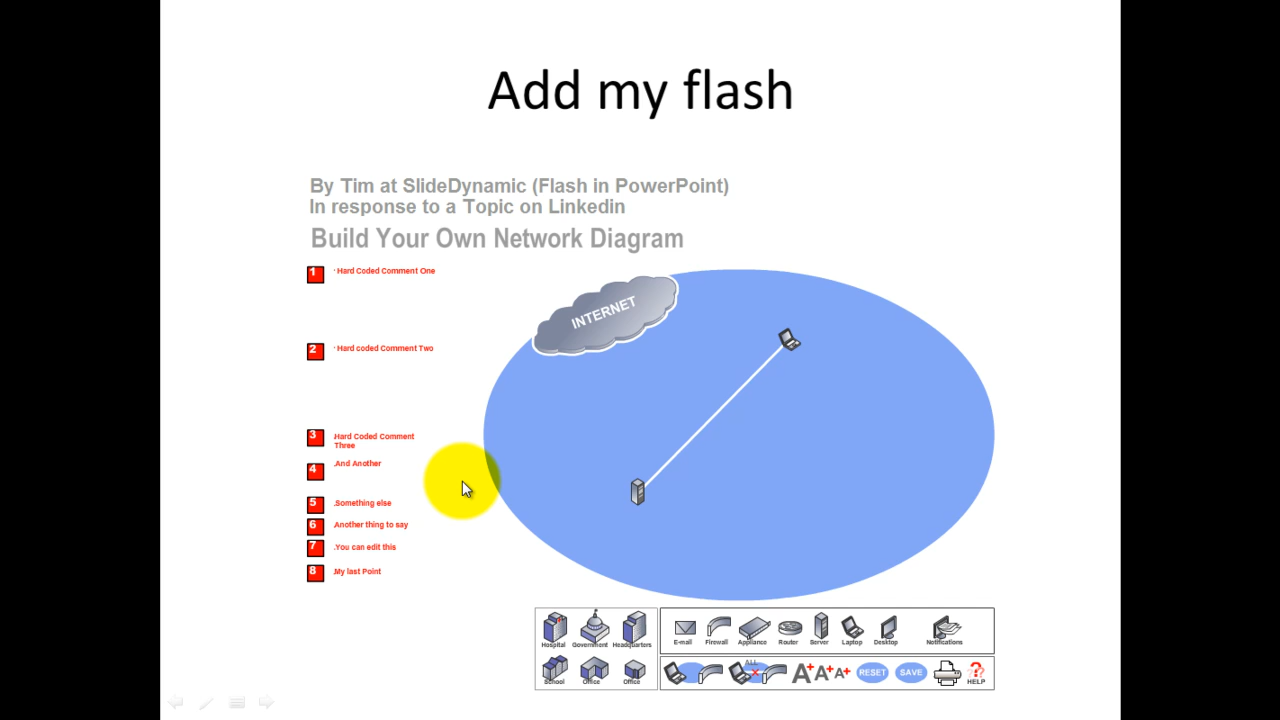 Add my flash
By Tim at SlideDynamic (Flash in PowerPoint)
In response to a Topic on Linkedin
Build Your Own Network Diagram
1 · Hard Coded Comment One
INTERNET
2 · Hard coded Comment Two
3 .Hard Coded Comment
Three
4 .And Another
5 .Something else
6 Another thing to say
7 .You can edit this
8 My last Point
Hospital Government Headquarters
E-mail Firewall Appliance Router Server Laptop Desktop Notifications
School Office Office
ALL A+ A+ A+ RESET SAVE ? HELP